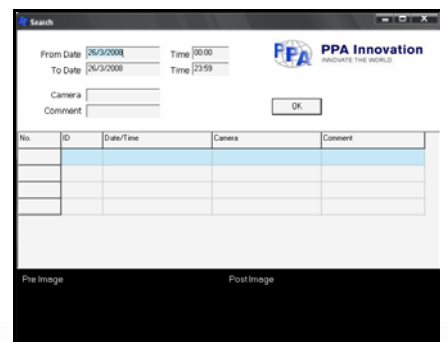 Search
From Date 26/3/2008 Time 00:00
To Date 26/3/2008 Time 23:59
Camera
Comment
PPA PPA Innovation
INNOVATE THE WORLD
OK
No. ID Date/Time Camera Comment
Pre Image Post Image